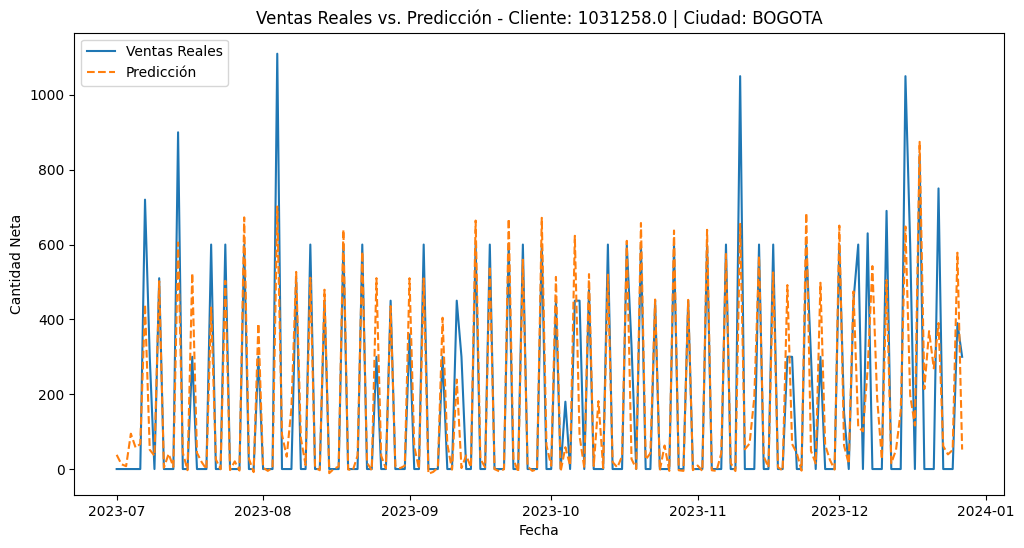 Ventas Reales vs. Predicción - Cliente: 1031258.0 | Ciudad: BOGOTA
Ventas Reales
Predicción
Cantidad Neta
1000
800
600
400
200
0
2023-07 2023-08 2023-09 2023-10 2023-11 2023-12 2024-01
Fecha